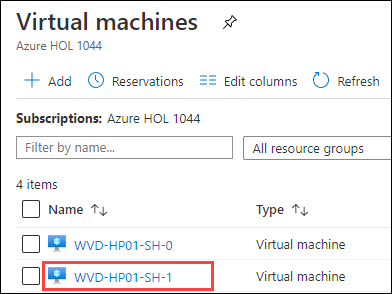 Virtual machines
Azure HOL 1044
Add Reservations Edit columns Refresh
Subscriptions: Azure HOL 1044
Filter by name... All resource groups
4 items
Name Type
WVD-HP01-SH-0 Virtual machine
WVD-HP01-SH-1 Virtual machine